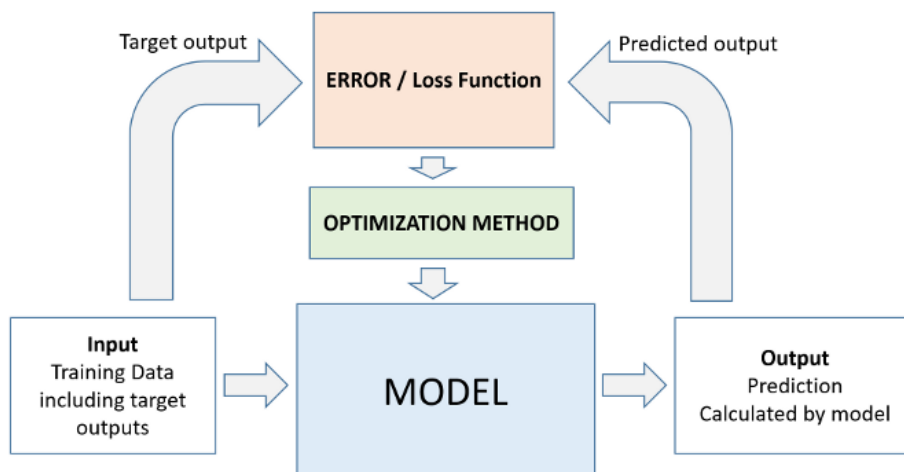 Target output
Predicted output
ERROR / Loss Function
OPTIMIZATION METHOD
Input
Training Data
including target
outputs
MODEL
Output
Prediction
Calculated by model